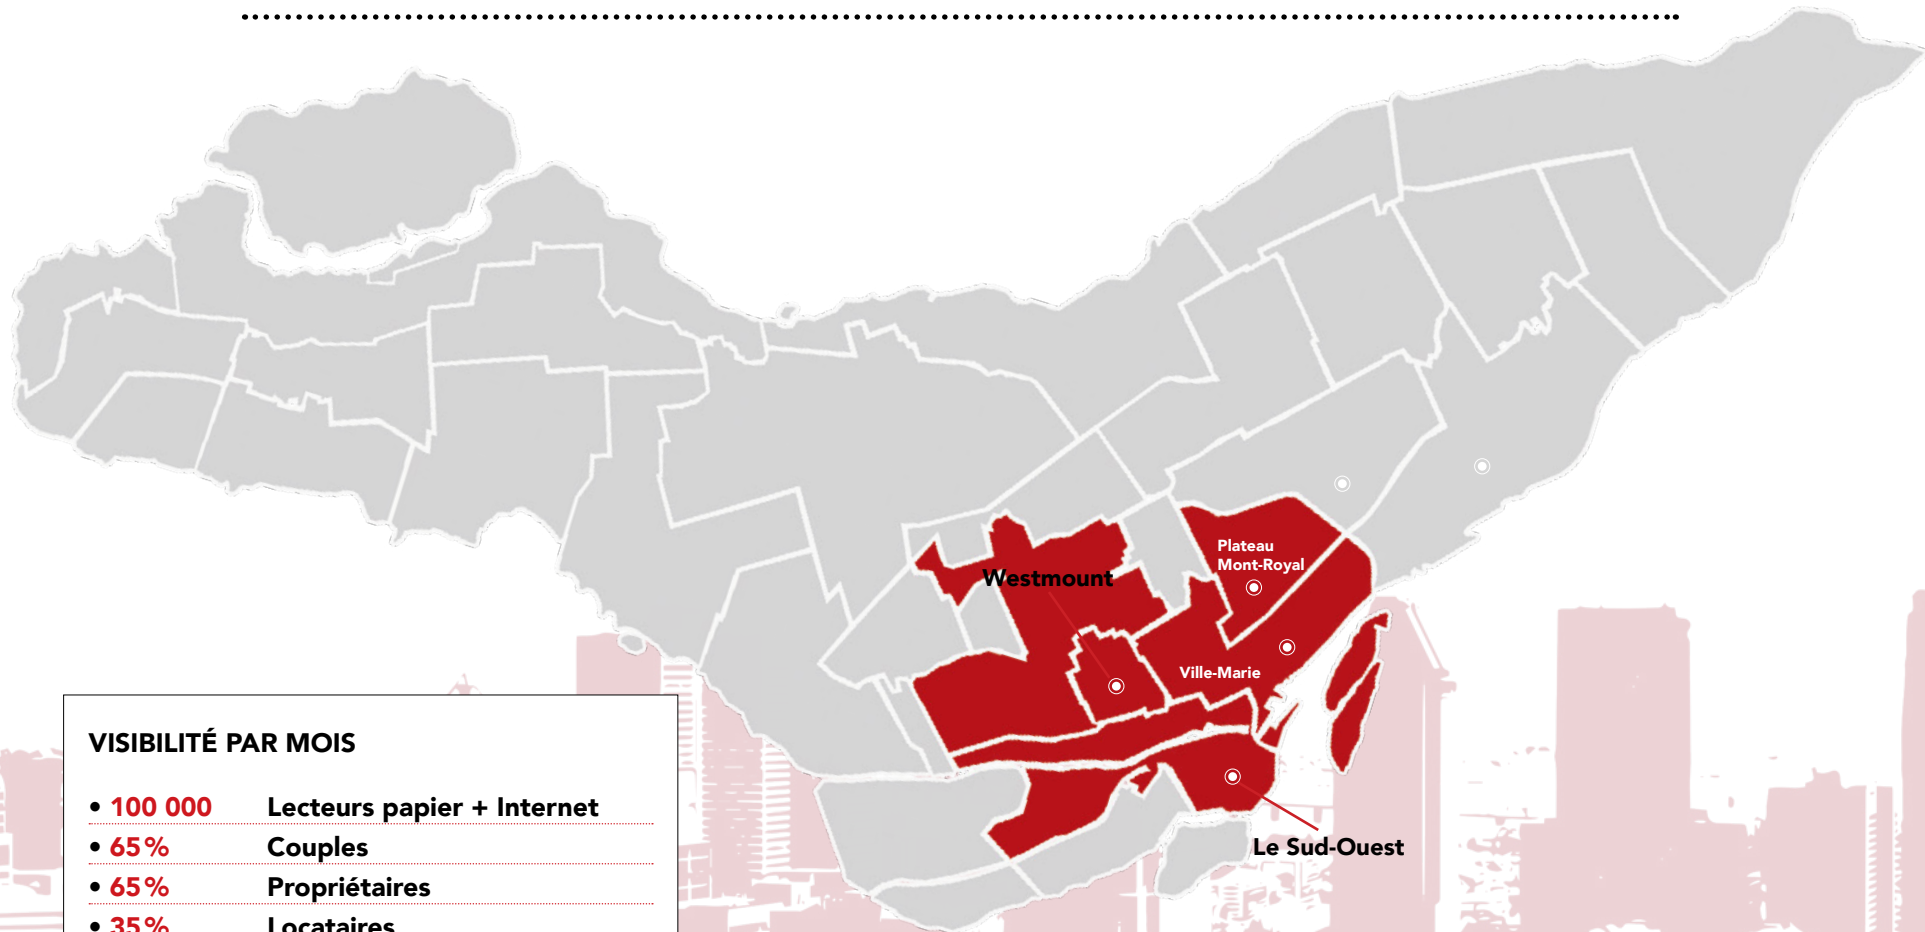 Plateau
Mont-Royal
Westmount
Ville-Marie
Le Sud-Ouest
VISIBILITÉ PAR MOIS
• 100 000 Lecteurs papier + Internet
• 65% Couples
• 65% Propriétaires
• 35% Locataires